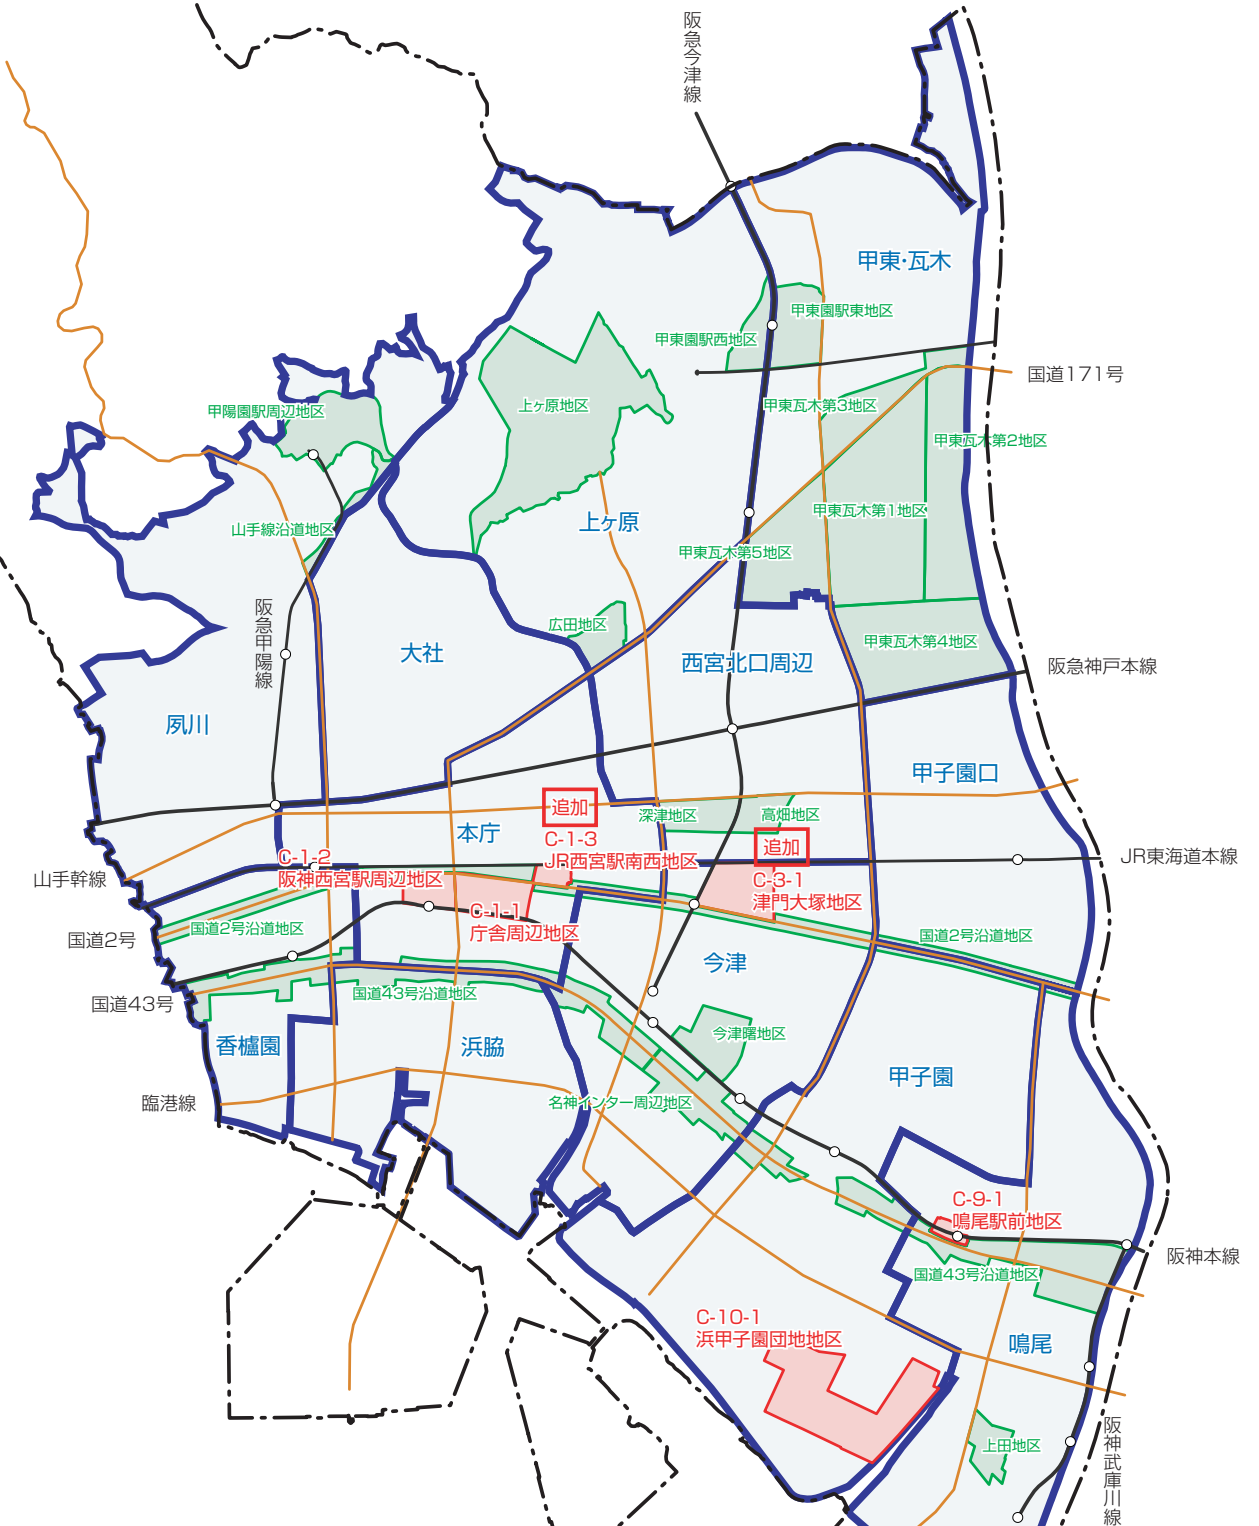 阪急今津線
甲東・瓦木
甲東園駅東地区
甲東園駅西地区
国道171号
甲陽園駅周辺地区
上ヶ原地区
甲東瓦木第3地区
甲東瓦木第2地区
山手線沿道地区
上ヶ原
甲東瓦木第1地区
甲東瓦木第5地区
阪急甲陽線
広田地区
大社
西宮北口周辺
甲東瓦木第4地区
阪急神戸本線
夙川
甲子園口
追加
深津地区
高畑地区
本庁
C-1-3
JR西宮駅南西地区
追加
C-1-2
阪神西宮駅周辺地区
JR東海道本線
山手幹線
C-3-1
津門大塚地区
C-1-1
庁舎周辺地区
国道2号
国道2号沿道地区
国道2号沿道地区
今津
国道43号
国道43号沿道地区
香櫨園
浜脇
今津曙地区
甲子園
臨港線
名神インター周辺地区
C-9-1
鳴尾駅前地区
阪神本線
国道43号沿道地区
C-10-1
浜甲子園団地地区
鳴尾
上田地区
阪神武庫川線